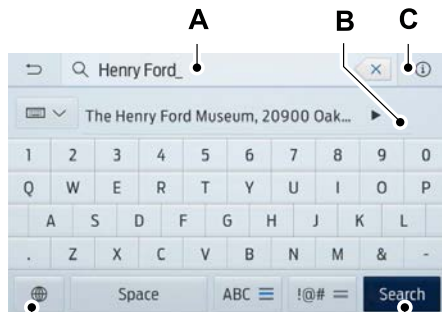 A B C
Henry Ford_
The Henry Ford Museum, 20900 Oak...
1 2 3 4 5 6 7 8 9 0
Q W E R T Y U I O P
A S D F G H J K L
. Z X C V B N M & -
Space ABC !@# Search